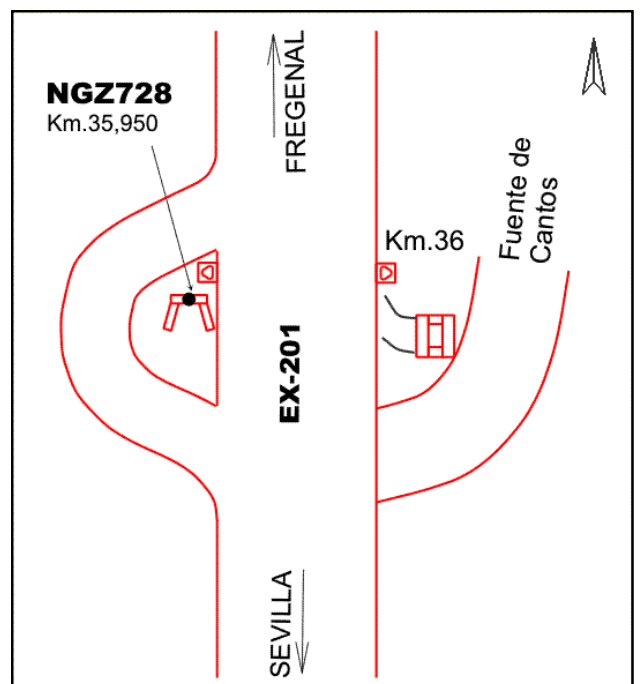 NGZ728
Km.35,950
FREGENAL
Fuente de
Cantos
Km.36
EX-201
SEVILLA